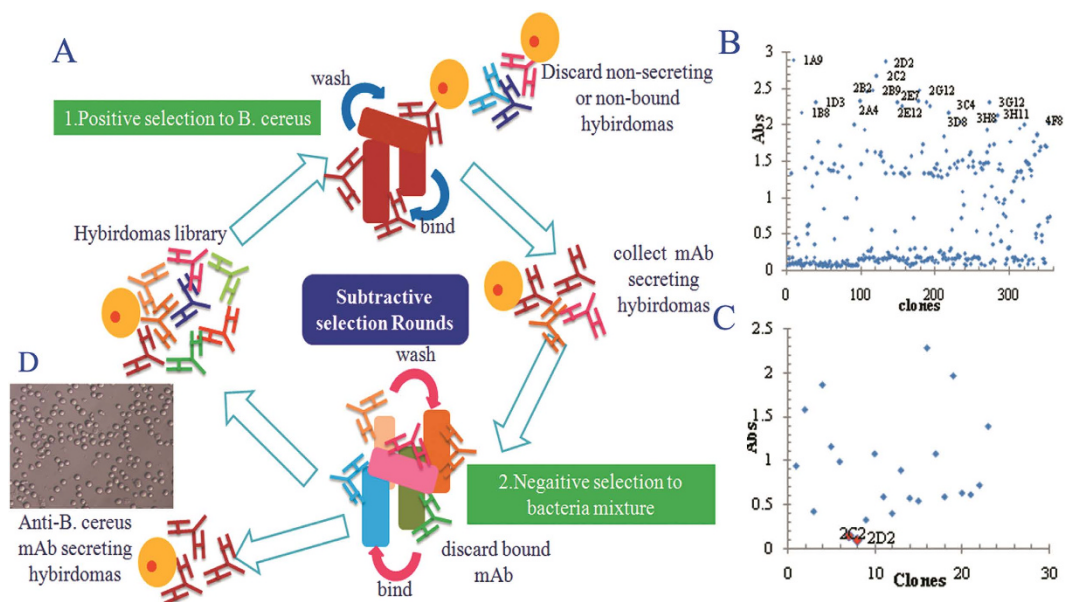 A
wash
1.Positive selection to B. cereus
bind
Discard non-secreting
or non-bound
hybirdomas
Hybirdomas library
collect mAb
secreting
hybirdomas
Subtractive
selection Rounds
wash
2.Negaitive selection to
bacteria mixture
discard bound
mAb
bind
D
Anti-B. cereus
mAb secreting
hybirdomas
B
Abs
3
2.5
2
1.5
1
0.5
0
1A9
2D2
2C2
2B2
2B9
2E7
2G12
1D3
1B8
2A4
2E12
3C4
3G12
3D8
3H8
3H11
4F8
0
100
200
300
clones
C
Abs.
2.5
2
1.5
1
0.5
0
2C2
2D2
0
10
20
30
Clones